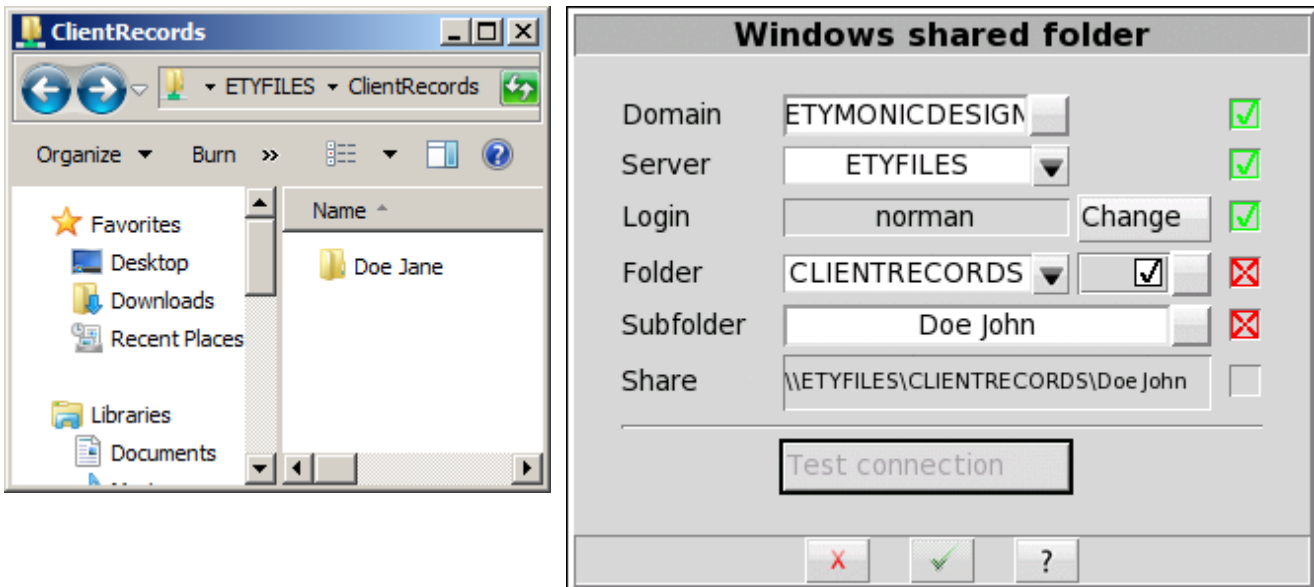 ClientRecords
ETYFILES ClientRecords
Organize Burn »
Name
Favorites
Desktop
Doe Jane
Downloads
Recent Places
Libraries
Documents
Windows shared folder
Domain ETYMONICDESIGN
Server ETYFILES
Login norman Change
Folder CLIENTRECORDS
Subfolder Doe John
Share \\ETYFILES\CLIENTRECORDS\Doe John
Test connection
X ?